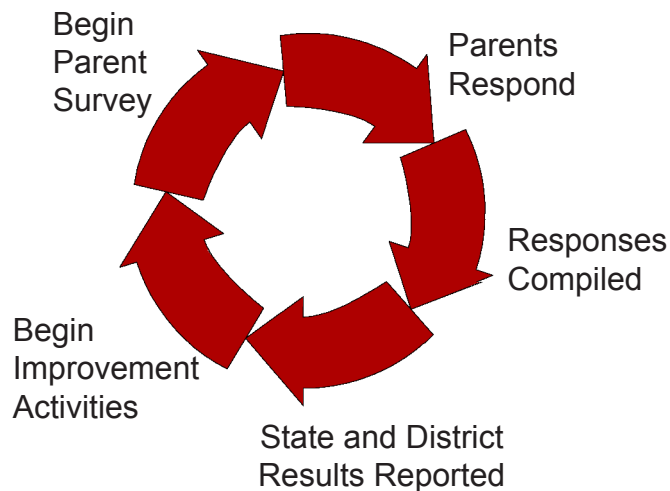 Begin
Parent
Survey
Parents
Respond
Responses
Compiled
State and District
Results Reported
Begin
Improvement
Activities